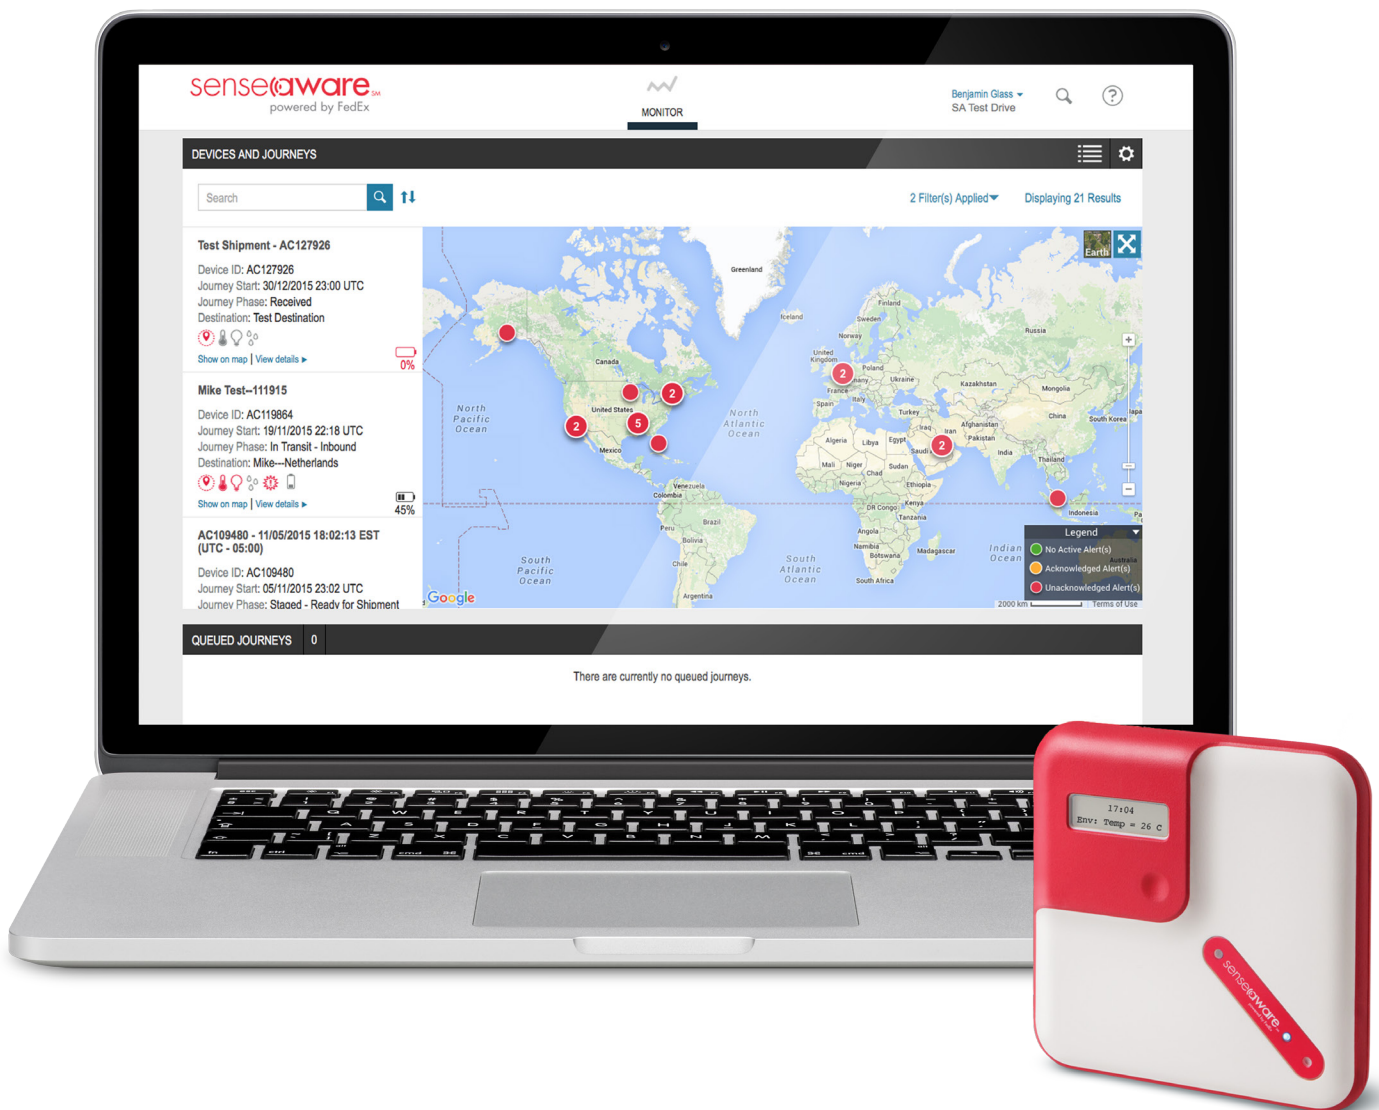 senseaware SM
powered by FedEx
MONITOR
Benjamin Glass
SA Test Drive
?
DEVICES AND JOURNEYS
Search
2 Filter(s) Applied
Displaying 21 Results
Test Shipment - AC127926
Device ID: AC127926
Journey Start: 30/12/2015 23:00 UTC
Journey Phase: Received
Destination: Test Destination
Show on map | View details
0%
Mike Test--111915
Device ID: AC119864
Journey Start: 19/11/2015 22:18 UTC
Journey Phase: In Transit - Inbound
Destination: Mike---Netherlands
Show on map | View details
45%
AC109480 - 11/05/2015 18:02:13 EST
(UTC - 05:00)
Device ID: AC109480
Journey Start: 05/11/2015 23:02 UTC
Journey Phase: Staged - Ready for Shipment
Earth
Greenland
Iceland
Finland
Sweden
Norway
Russia
United
Kingdom
Poland
Ukraine
France
Spain
Italy
Turkey
Kazakhstan
Mongolia
China
South Korea
Afghanistan
Iraq
Iran
Pakistan
India
Thailand
Indonesia
Canada
United States
Mexico
2
2
5
2
2
North
Pacific
Ocean
North
Atlantic
Ocean
Algeria
Libya
Egypt
Saudi
Mali
Niger
Chad
Sudan
Nigeria
Ethiopia
DR Congo
Kenya
Tanzania
Angola
Namibia
Botswana
Madagascar
South Africa
Venezuela
Colombia
Peru
Brazil
Bolivia
Chile
Argentina
South
Pacific
Ocean
South
Atlantic
Ocean
Indian
Ocean
Australia
Legend
No Active Alert(s)
Acknowledged Alert(s)
Unacknowledged Alert(s)
Google
2000 km
Terms of Use
QUEUED JOURNEYS 0
There are currently no queued journeys.
17:04
Env: Temp = 26 C
senseaware
powered by FedEx